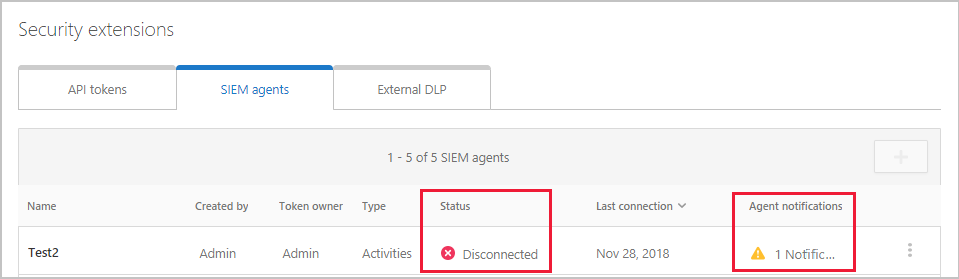 Security extensions
API tokens SIEM agents External DLP
1 - 5 of 5 SIEM agents
Name Created by Token owner Type Status Last connection Agent notifications
Test2 Admin Admin Activities Disconnected Nov 28, 2018 1 Notific...